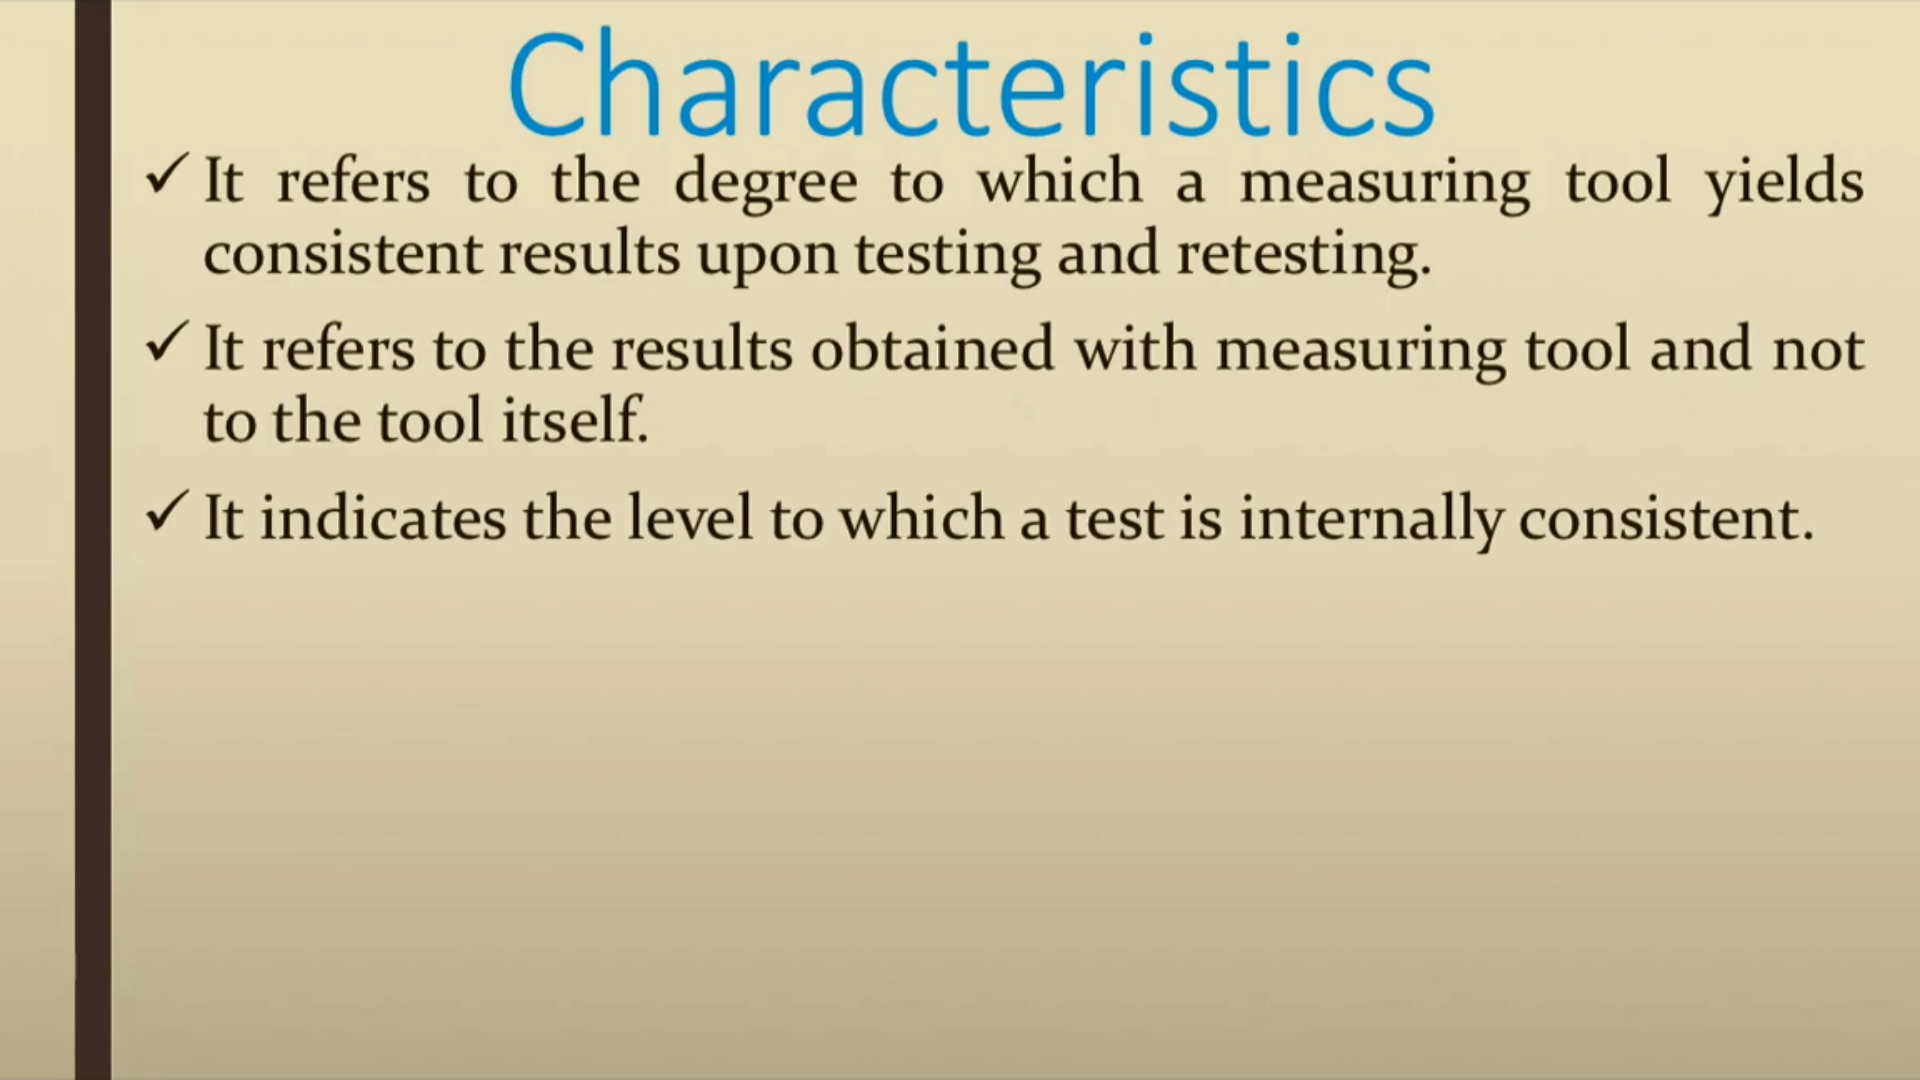 Characteristics
✓ It refers to the degree to which a measuring tool yields
consistent results upon testing and retesting.
✓ It refers to the results obtained with measuring tool and not
to the tool itself.
✓ It indicates the level to which a test is internally consistent.